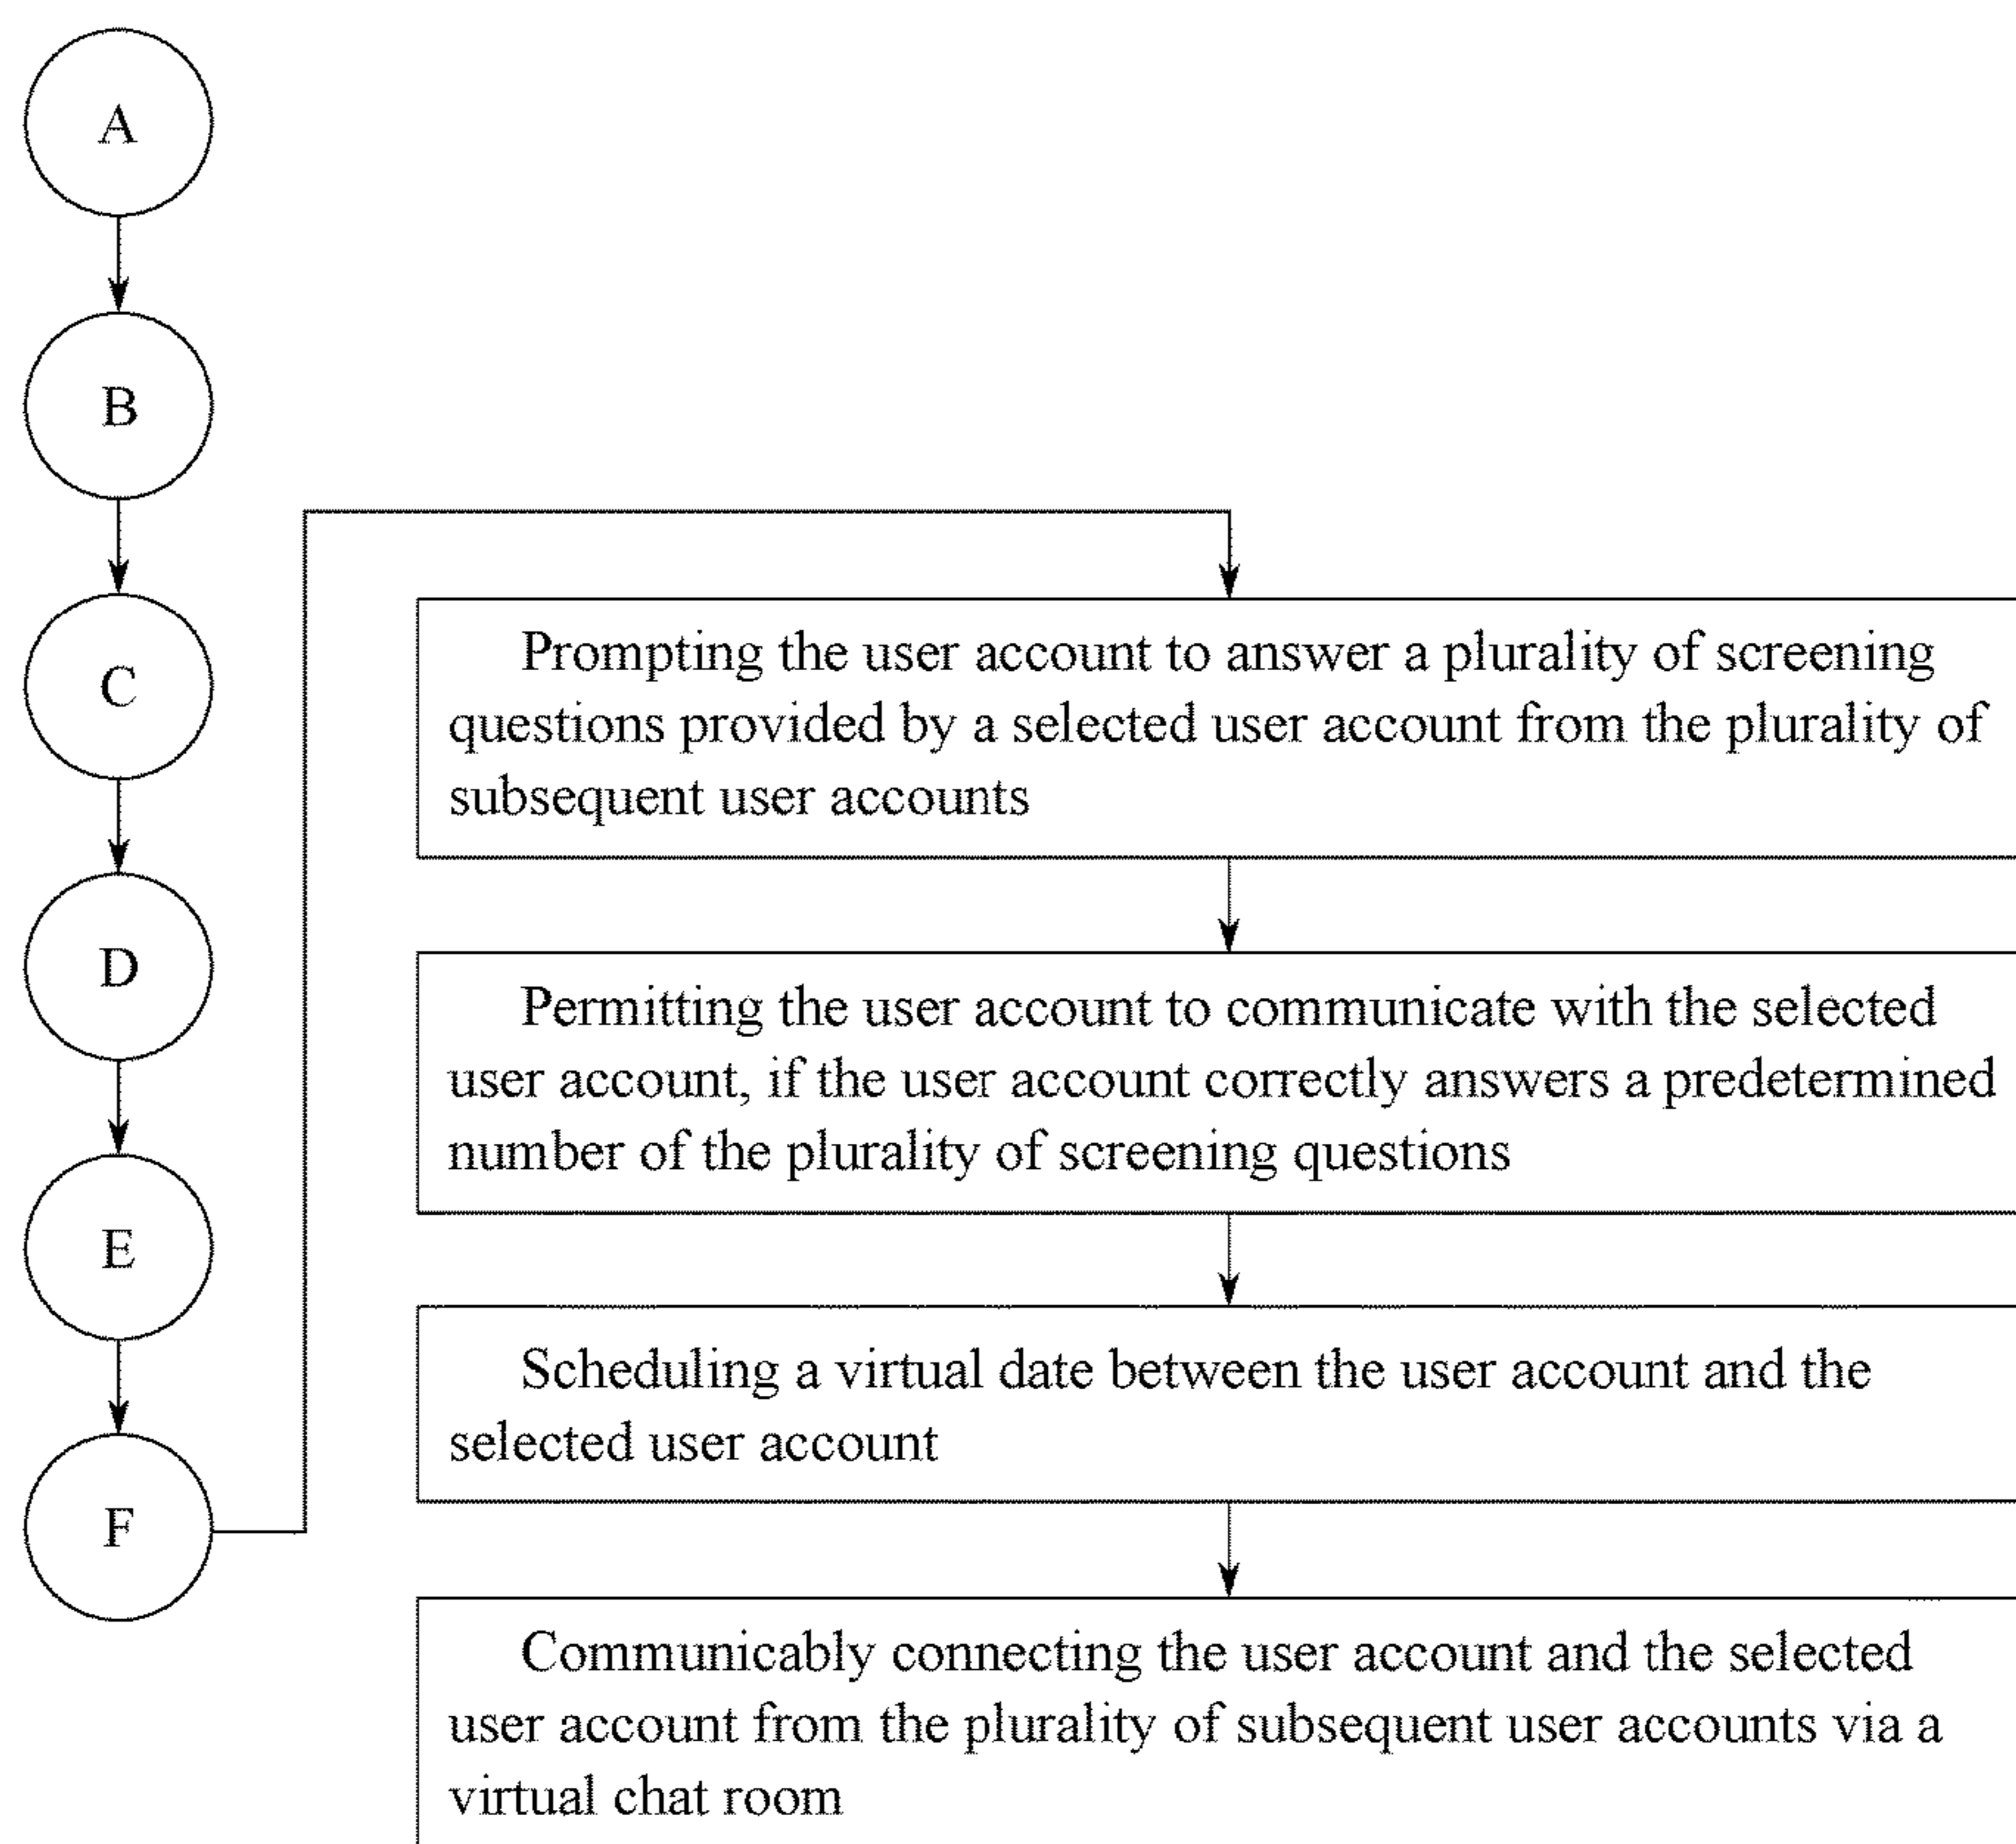 A
B
C
D
E
F
Prompting the user account to answer a plurality of screening
questions provided by a selected user account from the plurality of
subsequent user accounts
Permitting the user account to communicate with the selected
user account, if the user account correctly answers a predetermined
number of the plurality of screening questions
Scheduling a virtual date between the user account and the
selected user account
Communicably connecting the user account and the selected
user account from the plurality of subsequent user accounts via a
virtual chat room